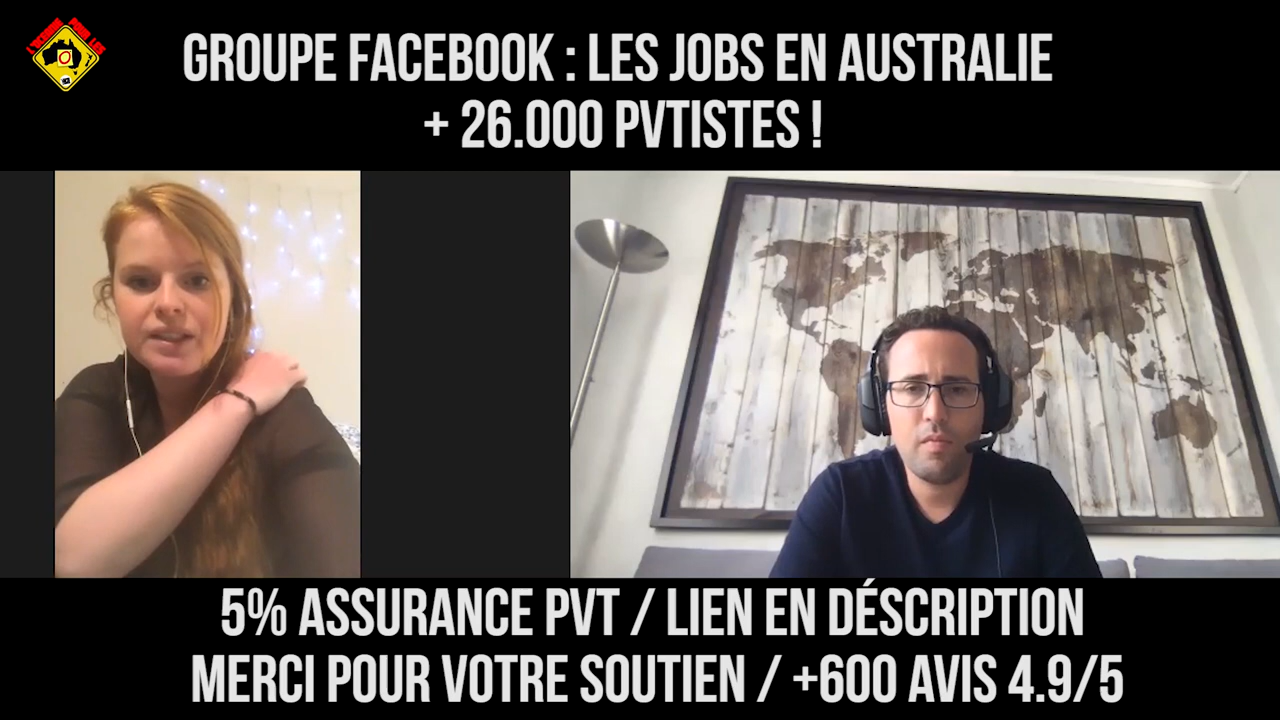 GROUPE FACEBOOK : LES JOBS EN AUSTRALIE
+ 26.000 PVTISTES !
5% ASSURANCE PVT / LIEN EN DÉSCRIPTION
MERCI POUR VOTRE SOUTIEN / +600 AVIS 4.9/5